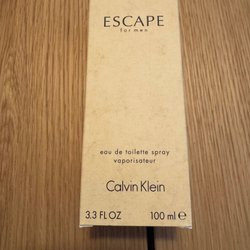 ESCAPE
for men
eau de toilette spray
vaporisateur
Calvin Klein
3.3 FL OZ 100 ml ℮